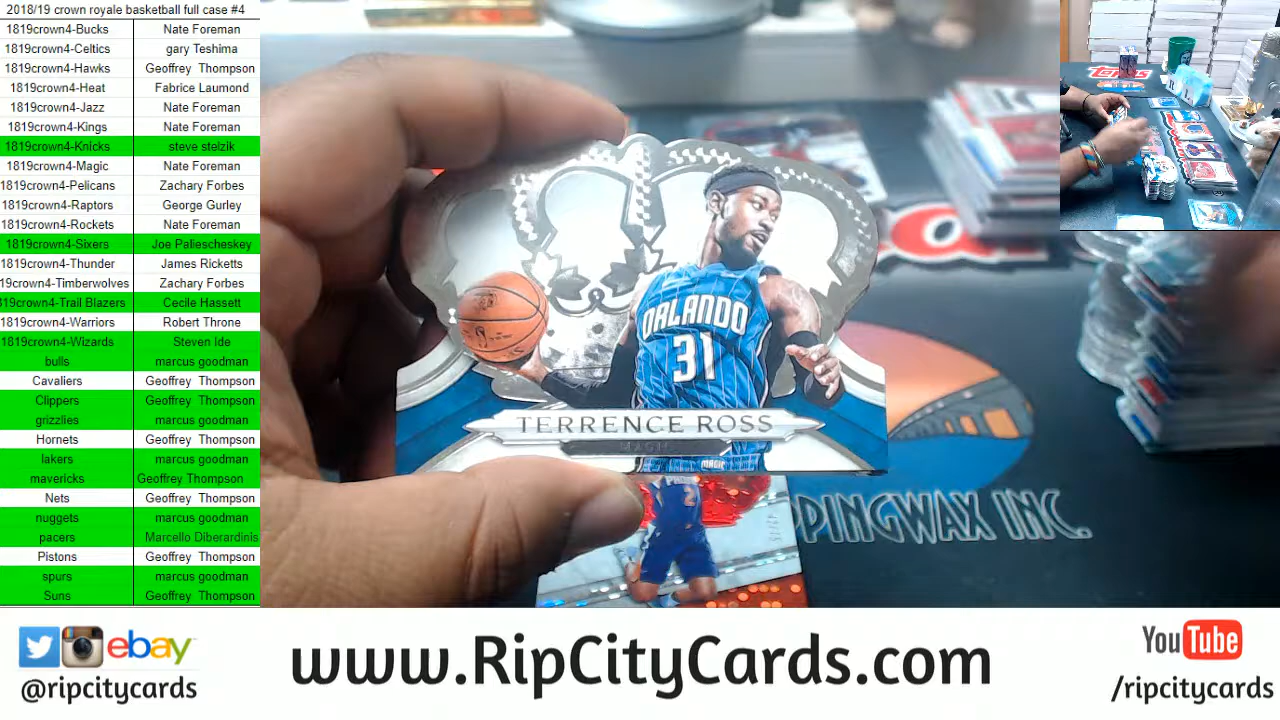 2018/19 crown royale basketball full case #4
1819crown4-Bucks Nate Foreman
1819crown4-Celtics gary Teshima
1819crown4-Hawks Geoffrey Thompson
1819crown4-Heat Fabrice Laumond
1819crown4-Jazz Nate Foreman
1819crown4-Kings Nate Foreman
1819crown4-Knicks steve stelzik
1819crown4-Magic Nate Foreman
1819crown4-Pelicans Zachary Forbes
1819crown4-Raptors George Gurley
1819crown4-Rockets Nate Foreman
1819crown4-Sixers Joe Paliescheskey
1819crown4-Thunder James Ricketts
19crown4-Timberwolves Zachary Forbes
819crown4-Trail Blazers Cecile Hassett
1819crown4-Warriors Robert Throne
1819crown4-Wizards Steven Ide
bulls marcus goodman
Cavaliers Geoffrey Thompson
Clippers Geoffrey Thompson
grizzlies marcus goodman
Hornets Geoffrey Thompson
lakers marcus goodman
mavericks Geoffrey Thompson
Nets Geoffrey Thompson
nuggets marcus goodman
pacers Marcello Diberardinis
Pistons Geoffrey Thompson
spurs marcus goodman
Suns Geoffrey Thompson
ORLANDO
31
TERRENCE ROSS
MAGIC
MAGIC
PPINGWAX INC.
Topps
ebay
@ripcitycards
www.RipCityCards.com
YouTube
/ripcitycards